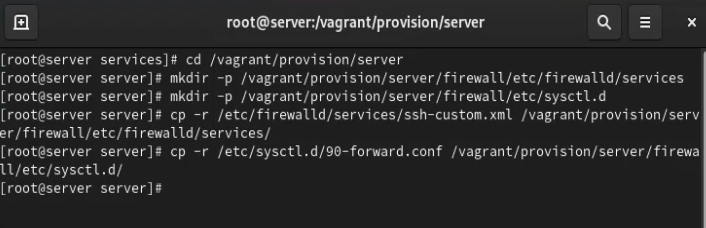 root@server:/vagrant/provision/server
[root@server services]# cd /vagrant/provision/server
[root@server server]# mkdir -p /vagrant/provision/server/firewall/etc/firewalld/services
[root@server server]# mkdir -p /vagrant/provision/server/firewall/etc/sysctl.d
[root@server server]# cp -r /etc/firewalld/services/ssh-custom.xml /vagrant/provision/serv
er/firewall/etc/firewalld/services/
[root@server server]# cp -r /etc/sysctl.d/90-forward.conf /vagrant/provision/server/firewa
ll/etc/sysctl.d/
[root@server server]#